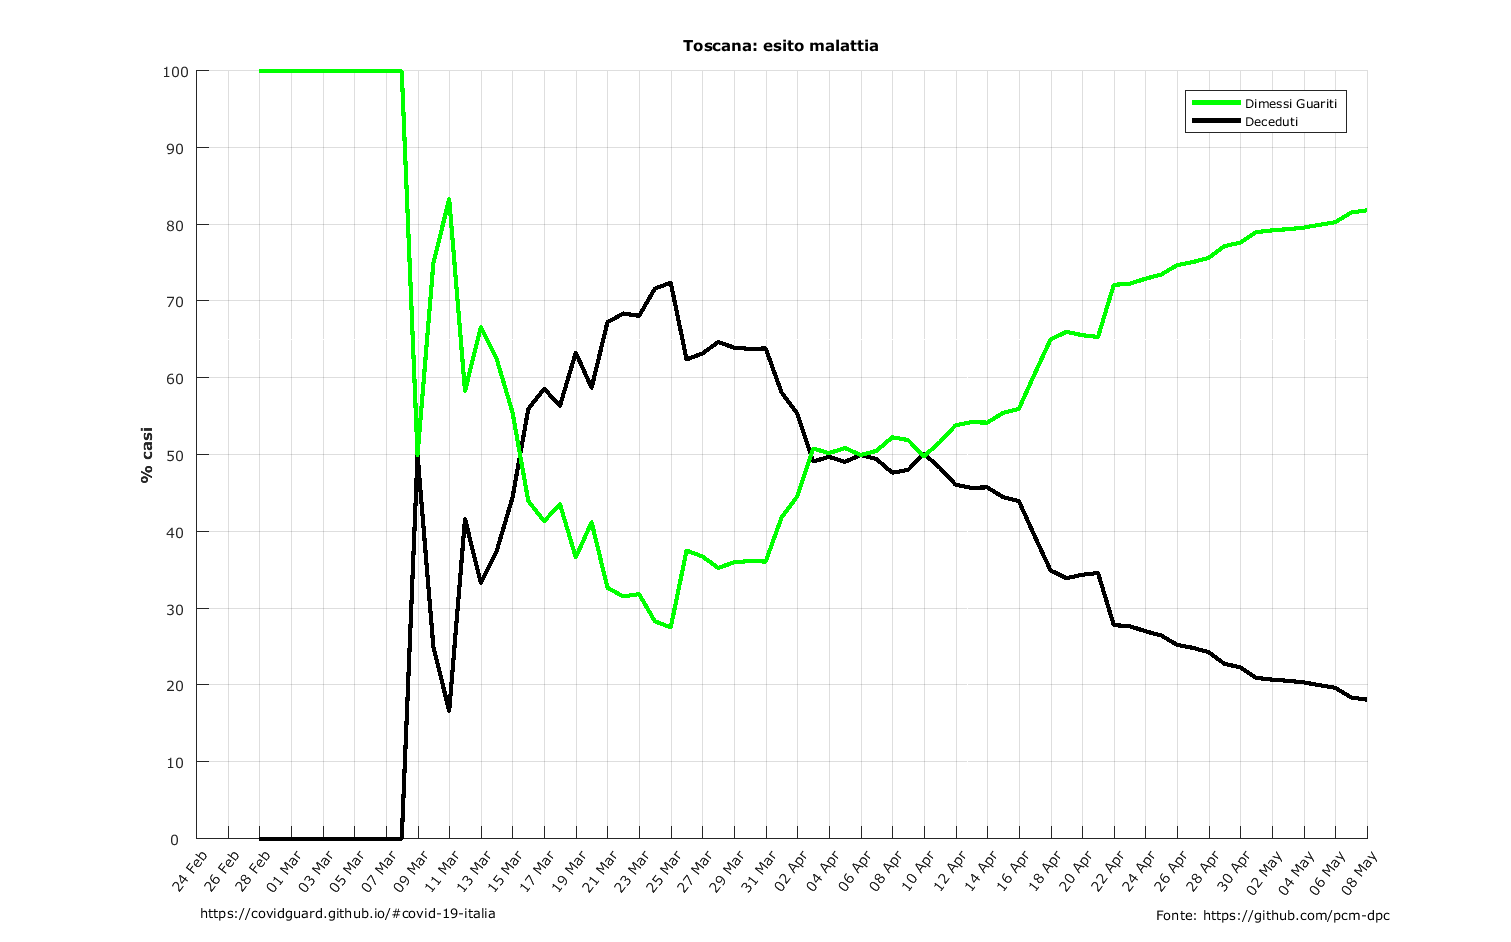 Toscana: esito malattia
100
90
80
70
60
50
40
30
20
10
0
% casi
Dimessi Guariti
Deceduti
24 Feb
26 Feb
28 Feb
01 Mar
03 Mar
05 Mar
07 Mar
09 Mar
11 Mar
13 Mar
15 Mar
17 Mar
19 Mar
21 Mar
23 Mar
25 Mar
27 Mar
29 Mar
31 Mar
02 Apr
04 Apr
06 Apr
08 Apr
10 Apr
12 Apr
14 Apr
16 Apr
18 Apr
20 Apr
22 Apr
24 Apr
26 Apr
28 Apr
30 Apr
02 May
04 May
06 May
08 May
https://covidguard.github.io/#covid-19-italia
Fonte: https://github.com/pcm-dpc